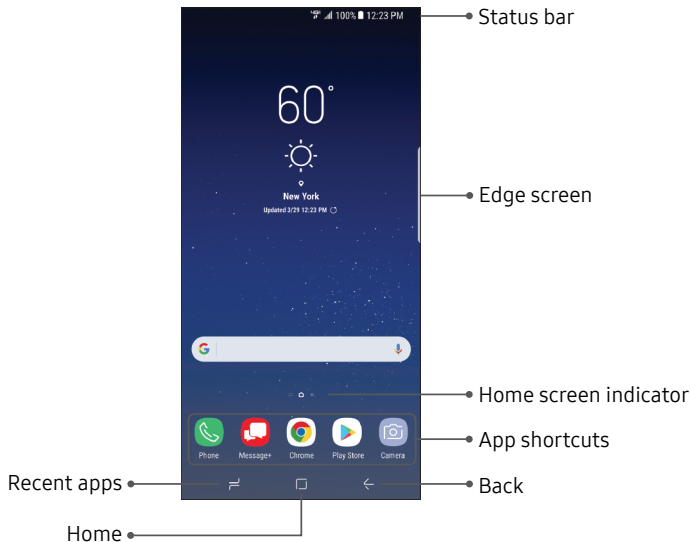 100% 12:23 PM
Status bar
60°
Edge screen
New York
Updated 3/29 12:23 PM
Home screen indicator
App shortcuts
Phone Message+ Chrome Play Store Camera
Recent apps
Back
Home